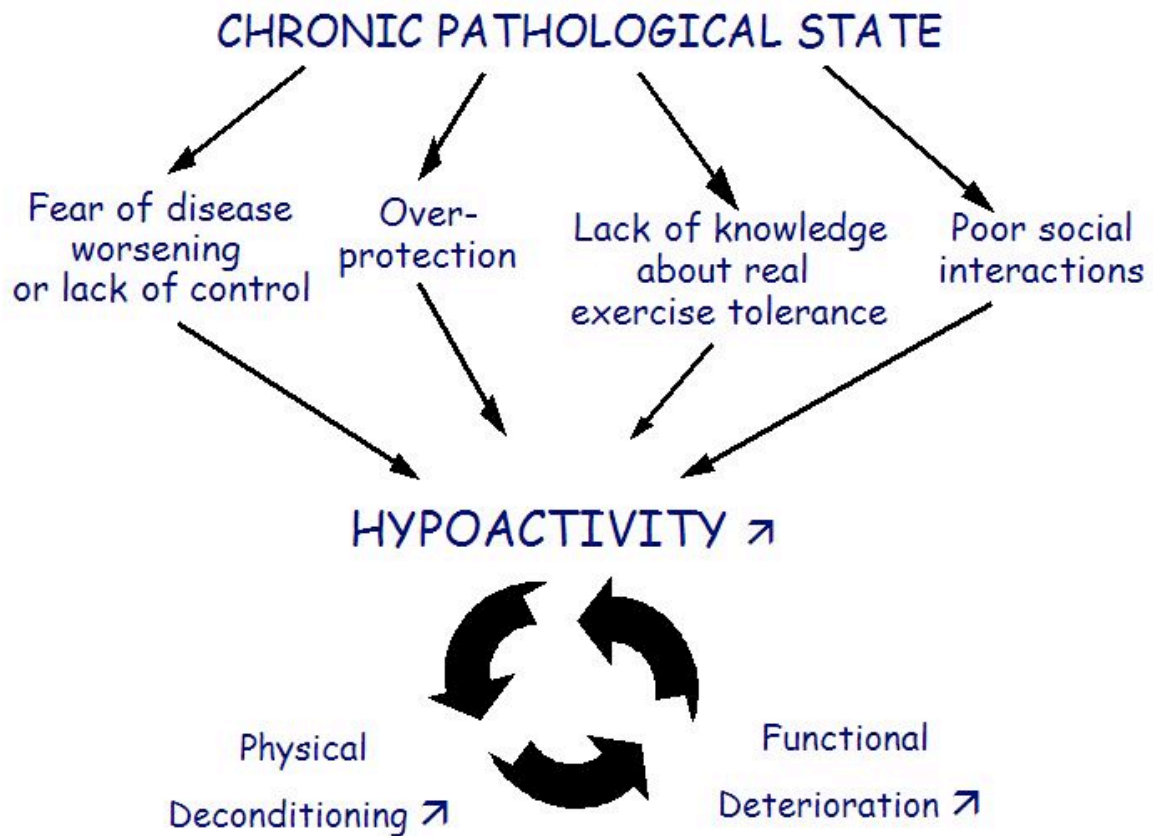 CHRONIC PATHOLOGICAL STATE
Fear of disease
worsening
or lack of control
Over-
protection
Lack of knowledge
about real
exercise tolerance
Poor social
interactions
HYPOACTIVITY ↗
Physical
Deconditioning ↗
Functional
Deterioration ↗